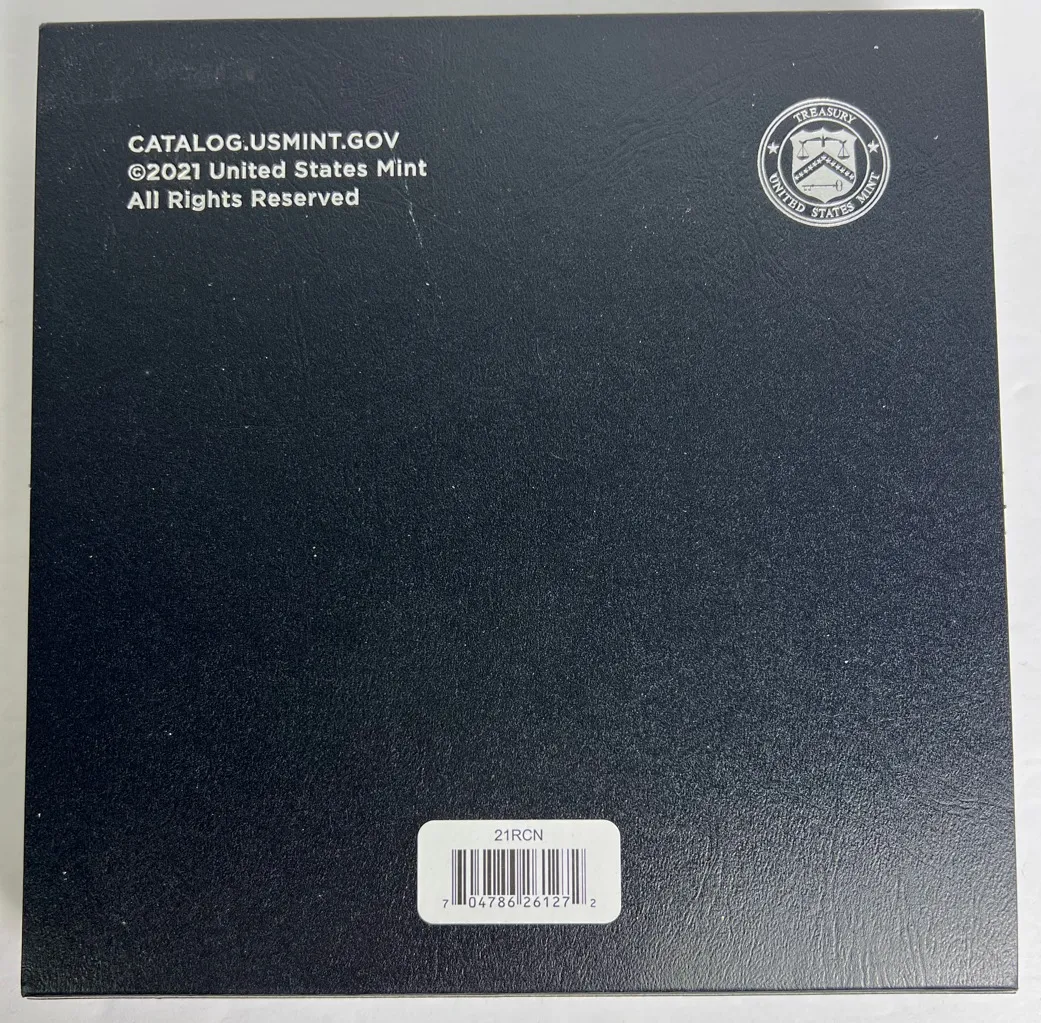 CATALOG.USMINT.GOV
©2021 United States Mint
All Rights Reserved
TREASURY
UNITED STATES MINT
21RCN
7 04786 26127 2